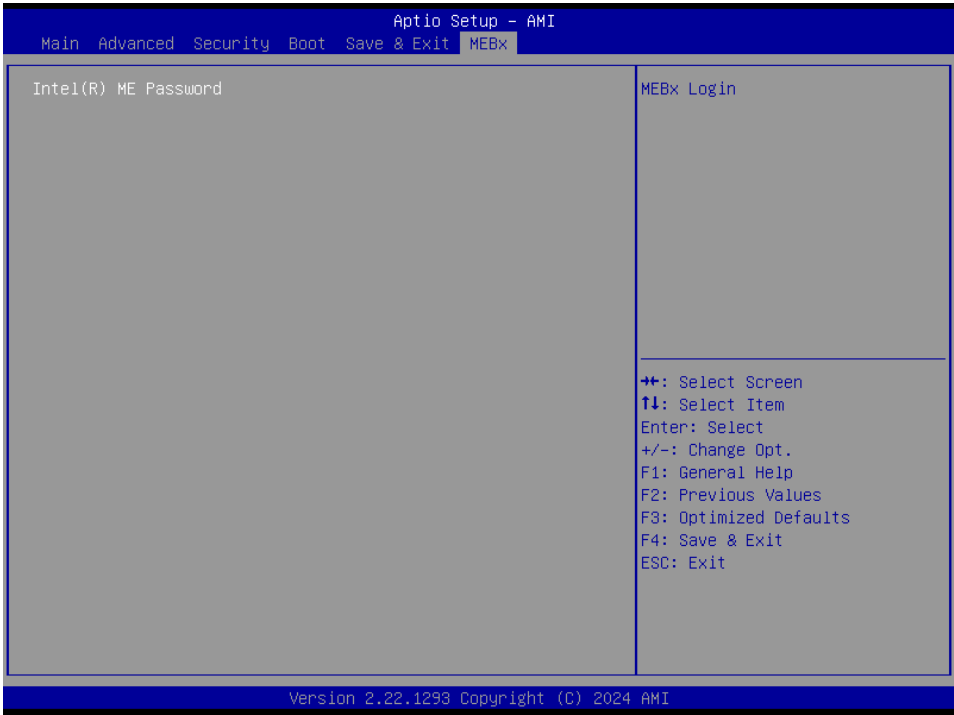 Aptio Setup – AMI
Main Advanced Security Boot Save & Exit MEBx
Intel(R) ME Password
MEBx Login
→←: Select Screen
↑↓: Select Item
Enter: Select
+/-: Change Opt.
F1: General Help
F2: Previous Values
F3: Optimized Defaults
F4: Save & Exit
ESC: Exit
Version 2.22.1293 Copyright (C) 2024 AMI